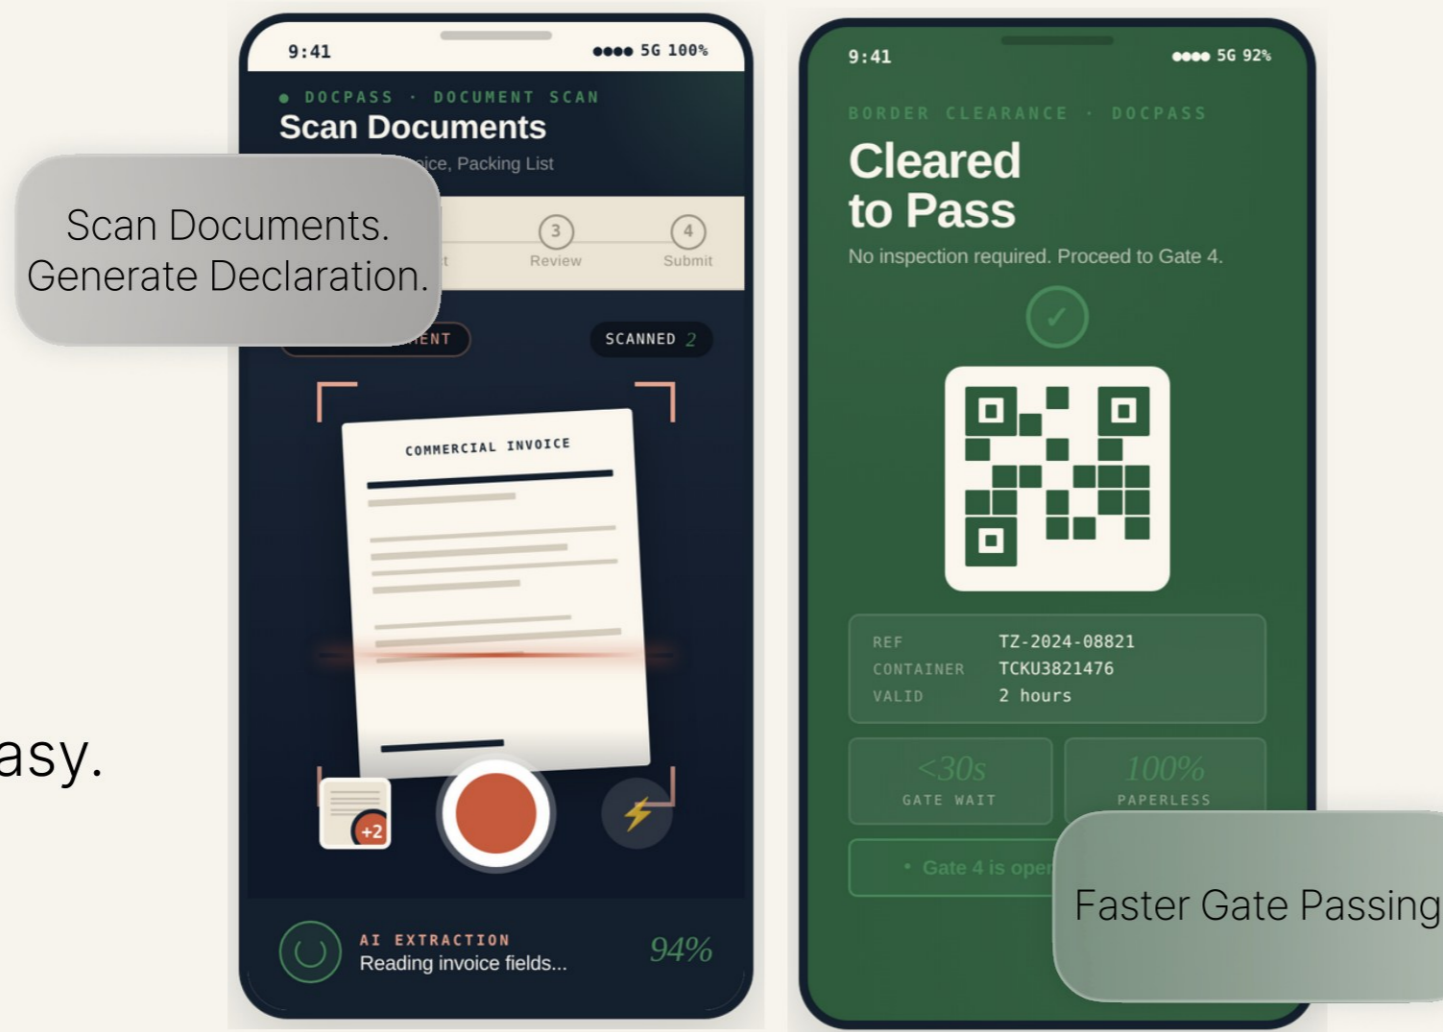 9:41
5G 100%
DOCPASS · DOCUMENT SCAN
Scan Documents
Packing List
Scan Documents.
Generate Declaration.
3
4
Review
Submit
SCANNED 2
COMMERCIAL INVOICE
asy.
+2
AI EXTRACTION
Reading invoice fields...
94%
9:41
5G 92%
BORDER CLEARANCE · DOCPASS
Cleared
to Pass
No inspection required. Proceed to Gate 4.
✓
REF TZ-2024-08821
CONTAINER TCKU3821476
VALID 2 hours
<30s
GATE WAIT
100%
PAPERLESS
• Gate 4 is open
Faster Gate Passing